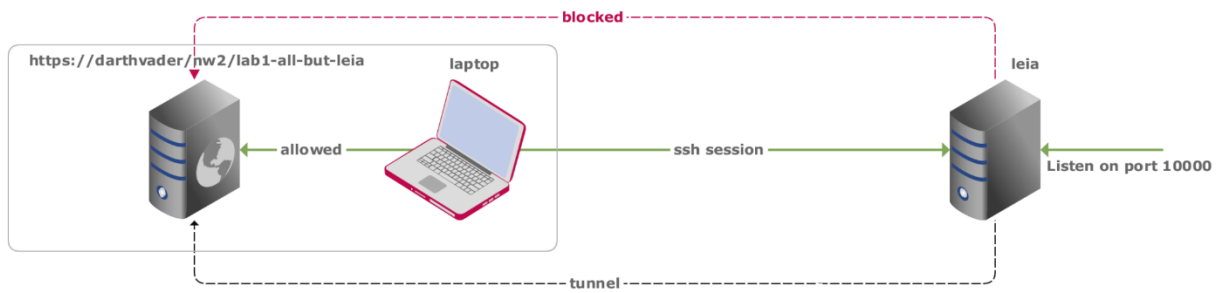 blocked
https://darthvader/nw2/lab1-all-but-leia
laptop
leia
allowed
ssh session
Listen on port 10000
tunnel